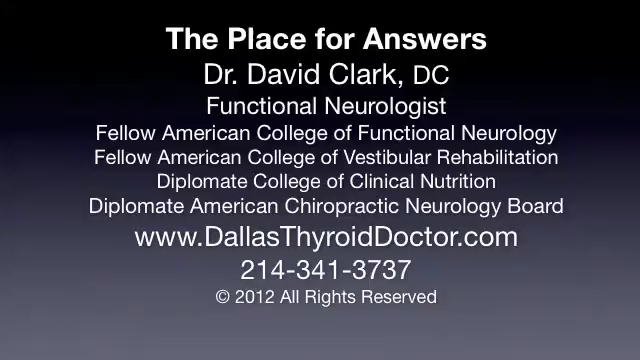 The Place for Answers
Dr. David Clark, DC
Functional Neurologist
Fellow American College of Functional Neurology
Fellow American College of Vestibular Rehabilitation
Diplomate College of Clinical Nutrition
Diplomate American Chiropractic Neurology Board
www.DallasThyroidDoctor.com
214-341-3737
© 2012 All Rights Reserved